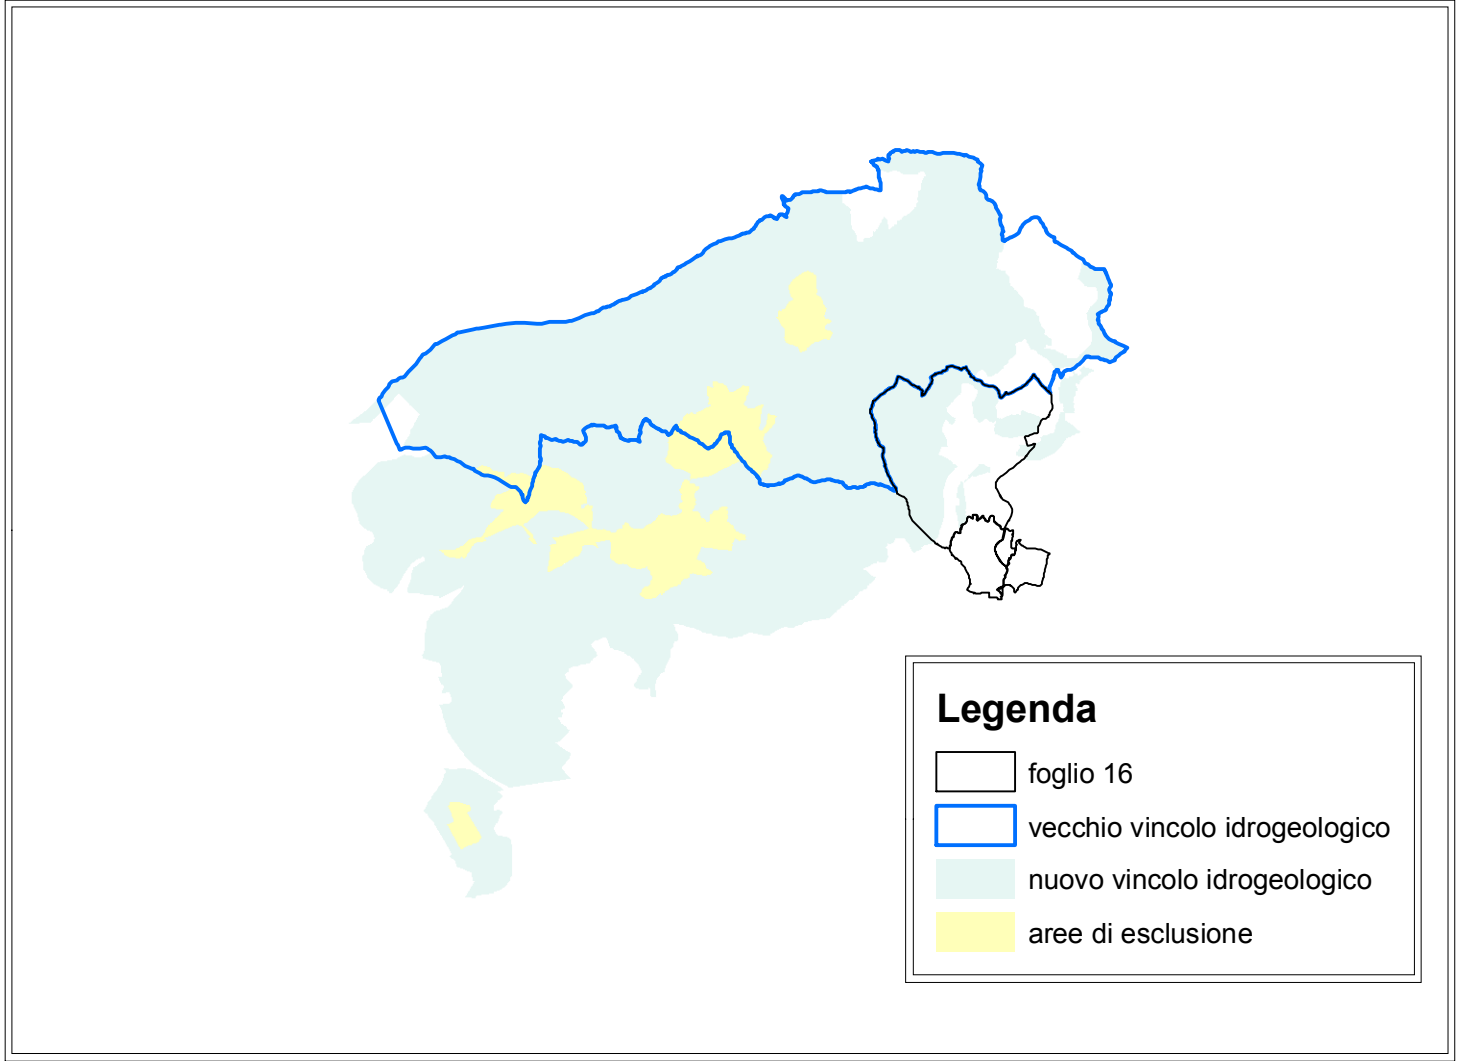 Legenda
foglio 16
vecchio vincolo idrogeologico
nuovo vincolo idrogeologico
aree di esclusione